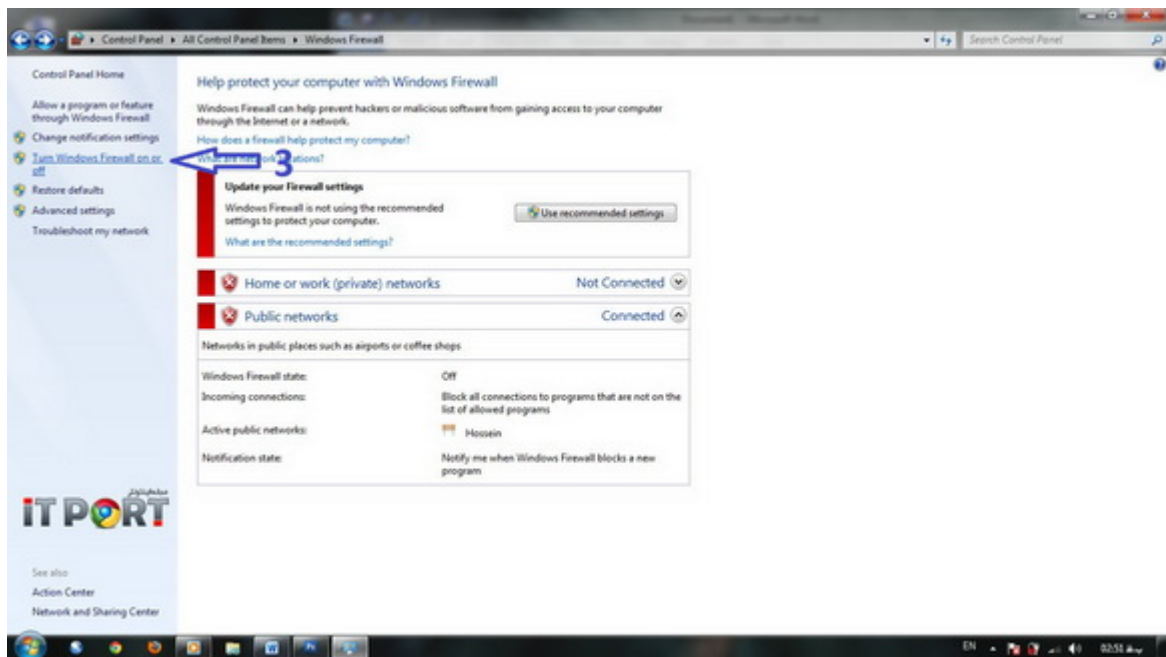 Control Panel ▸ All Control Panel Items ▸ Windows Firewall
Search Control Panel
Control Panel Home
Allow a program or feature
through Windows Firewall
Change notification settings
Turn Windows Firewall on or
off
Restore defaults
Advanced settings
Troubleshoot my network
3
Help protect your computer with Windows Firewall
Windows Firewall can help prevent hackers or malicious software from gaining access to your computer
through the Internet or a network.
How does a firewall help protect my computer?
What are network locations?
Update your Firewall settings
Windows Firewall is not using the recommended
settings to protect your computer.
Use recommended settings
What are the recommended settings?
Home or work (private) networks Not Connected
Public networks Connected
Networks in public places such as airports or coffee shops
Windows Firewall state: Off
Incoming connections: Block all connections to programs that are not on the
list of allowed programs
Active public networks: Hossein
Notification state: Notify me when Windows Firewall blocks a new
program
iT PORT
See also
Action Center
Network and Sharing Center
EN 02:51